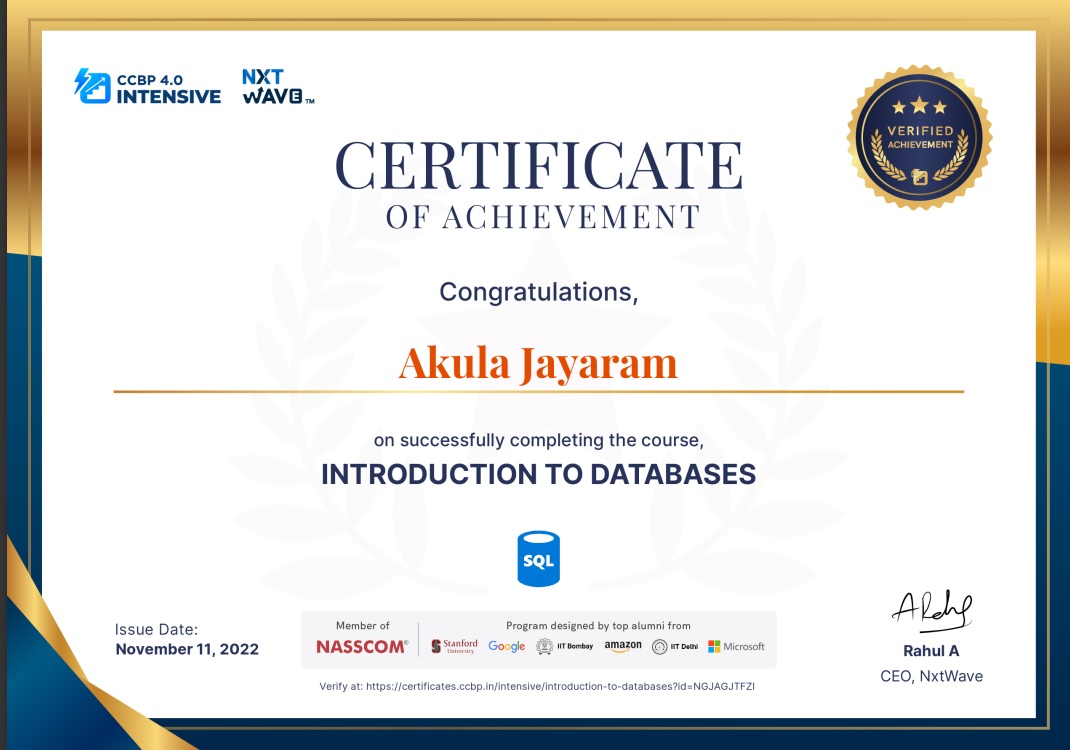 CCBP 4.0
INTENSIVE
NXT
WAVE TM
VERIFIED
ACHIEVEMENT
CERTIFICATE
OF ACHIEVEMENT
Congratulations,
Akula Jayaram
on successfully completing the course,
INTRODUCTION TO DATABASES
SQL
Issue Date:
November 11, 2022
Member of
NASSCOM®
Program designed by top alumni from
Stanford
University
Google
IIT Bombay
amazon
IIT Delhi
Microsoft
Verify at: https://certificates.ccbp.in/intensive/introduction-to-databases?id=NGJAGJTFZI
Rahul A
CEO, NxtWave